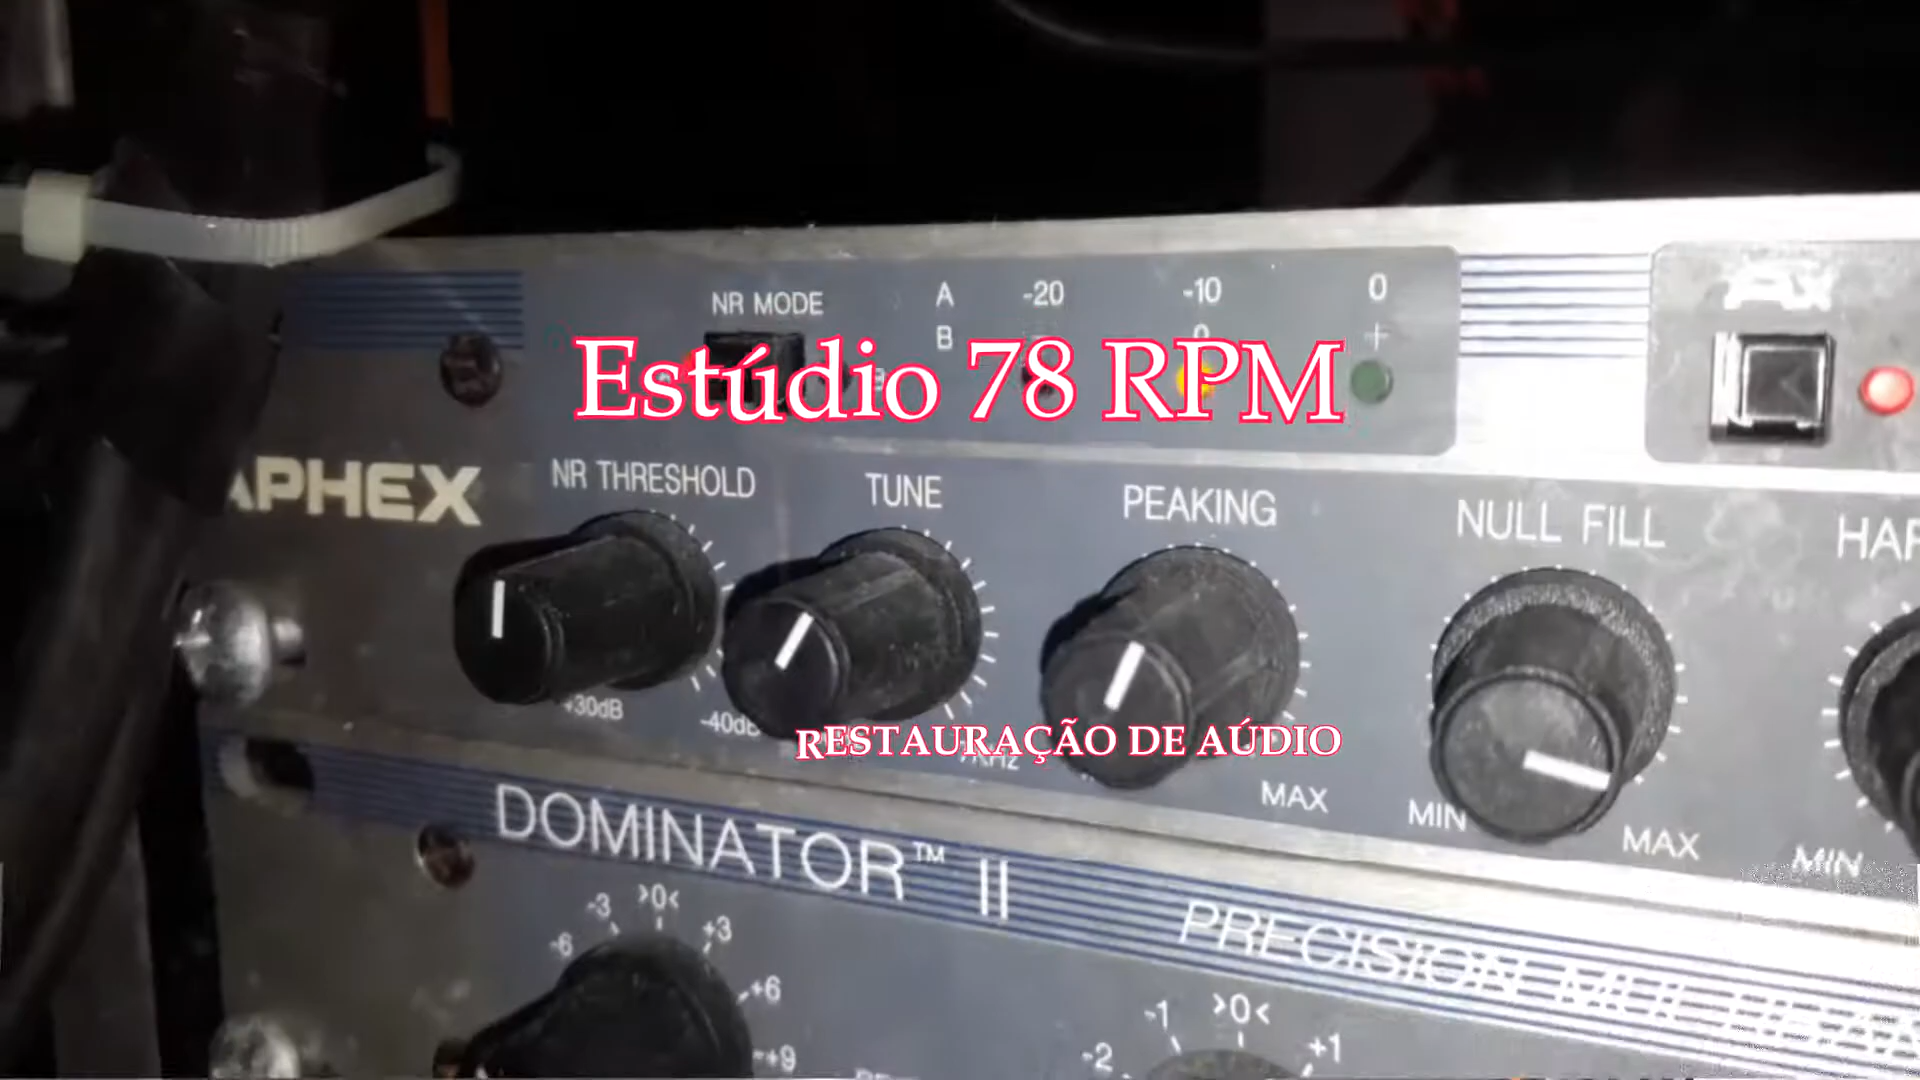 NR MODE
A -20 -10 0
B 0 +
Estúdio 78 RPM
APHEX
NR THRESHOLD
TUNE
PEAKING
NULL FILL
+30dB
-40dB
RESTAURAÇÃO DE AÚDIO
MAX
MIN
MAX
MIN
DOMINATOR™ II
PRECISION
-6 -3 >0< +3 +6 +9
-2 -1 >0< +1